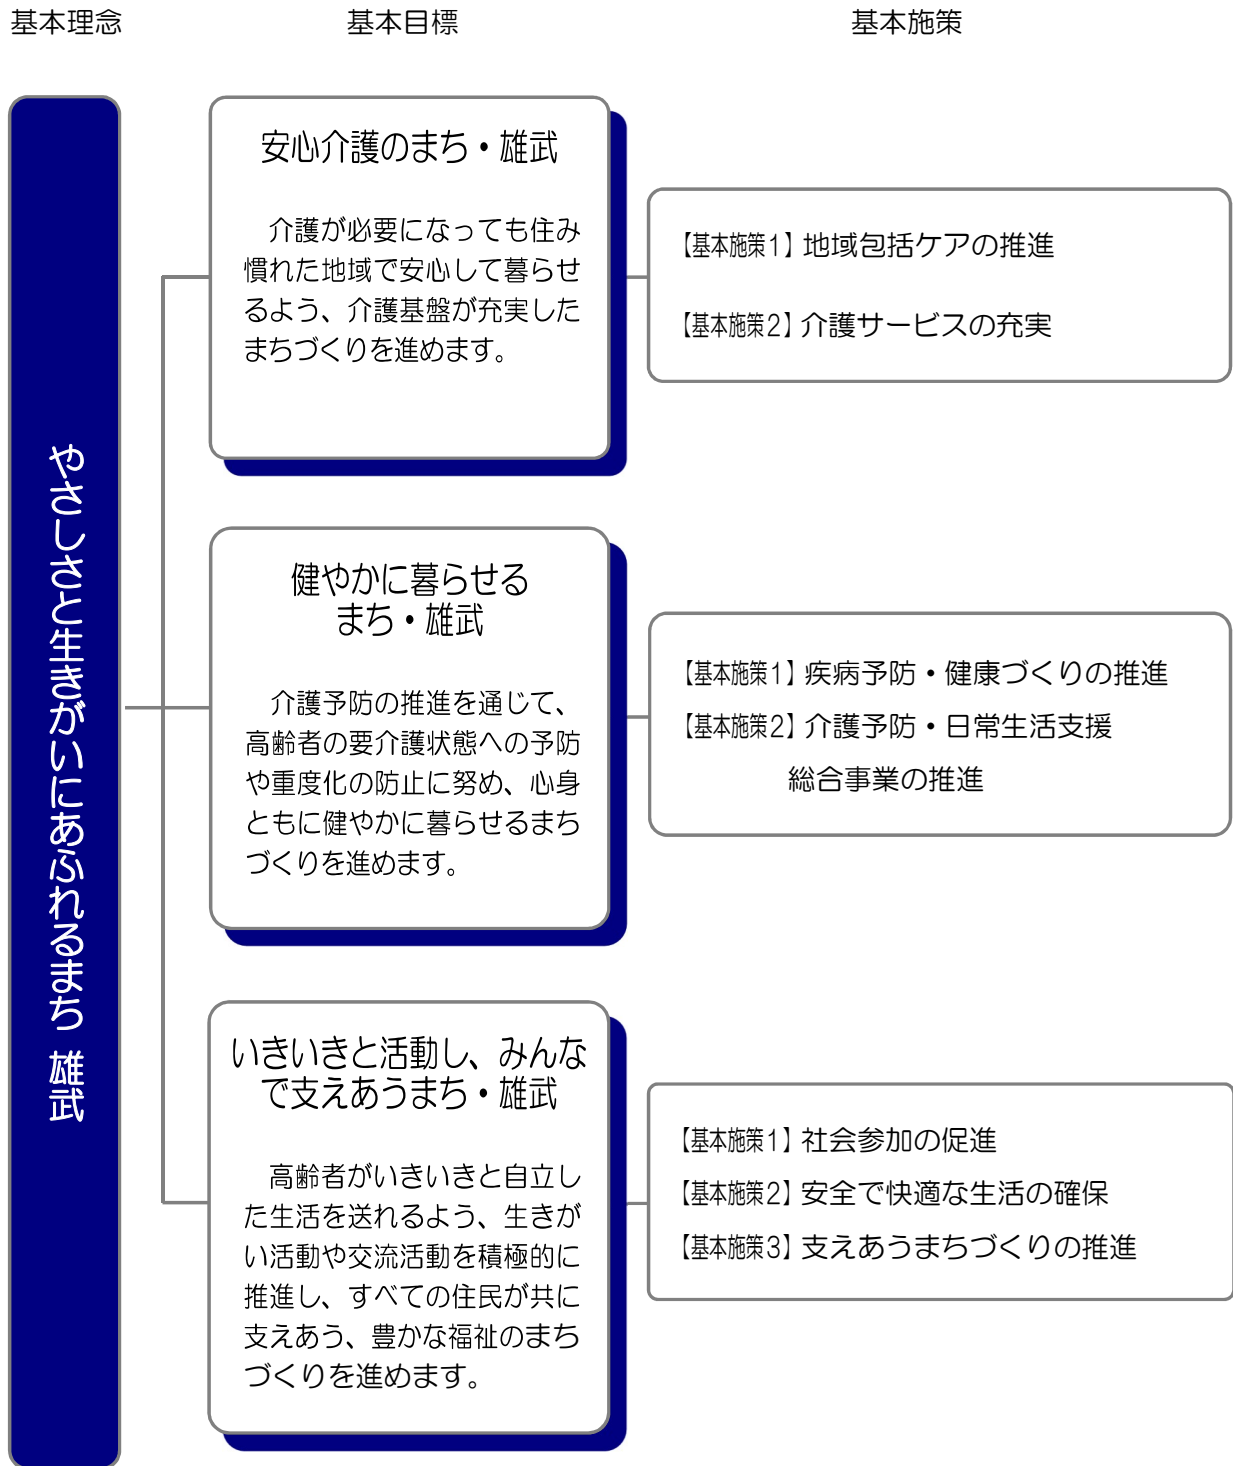 基本理念
基本目標
基本施策
やさしさと生きがいにあふれるまち 雄武
安心介護のまち・雄武
　介護が必要になっても住み
慣れた地域で安心して暮らせ
るよう、介護基盤が充実した
まちづくりを進めます。
【基本施策1】地域包括ケアの推進
【基本施策2】介護サービスの充実
健やかに暮らせる
まち・雄武
　介護予防の推進を通じて、
高齢者の要介護状態への予防
や重度化の防止に努め、心身
ともに健やかに暮らせるまち
づくりを進めます。
【基本施策1】疾病予防・健康づくりの推進
【基本施策2】介護予防・日常生活支援
総合事業の推進
いきいきと活動し、みんな
で支えあうまち・雄武
　高齢者がいきいきと自立し
た生活を送れるよう、生きが
い活動や交流活動を積極的に
推進し、すべての住民が共に
支えあう、豊かな福祉のまち
づくりを進めます。
【基本施策1】社会参加の促進
【基本施策2】安全で快適な生活の確保
【基本施策3】支えあうまちづくりの推進